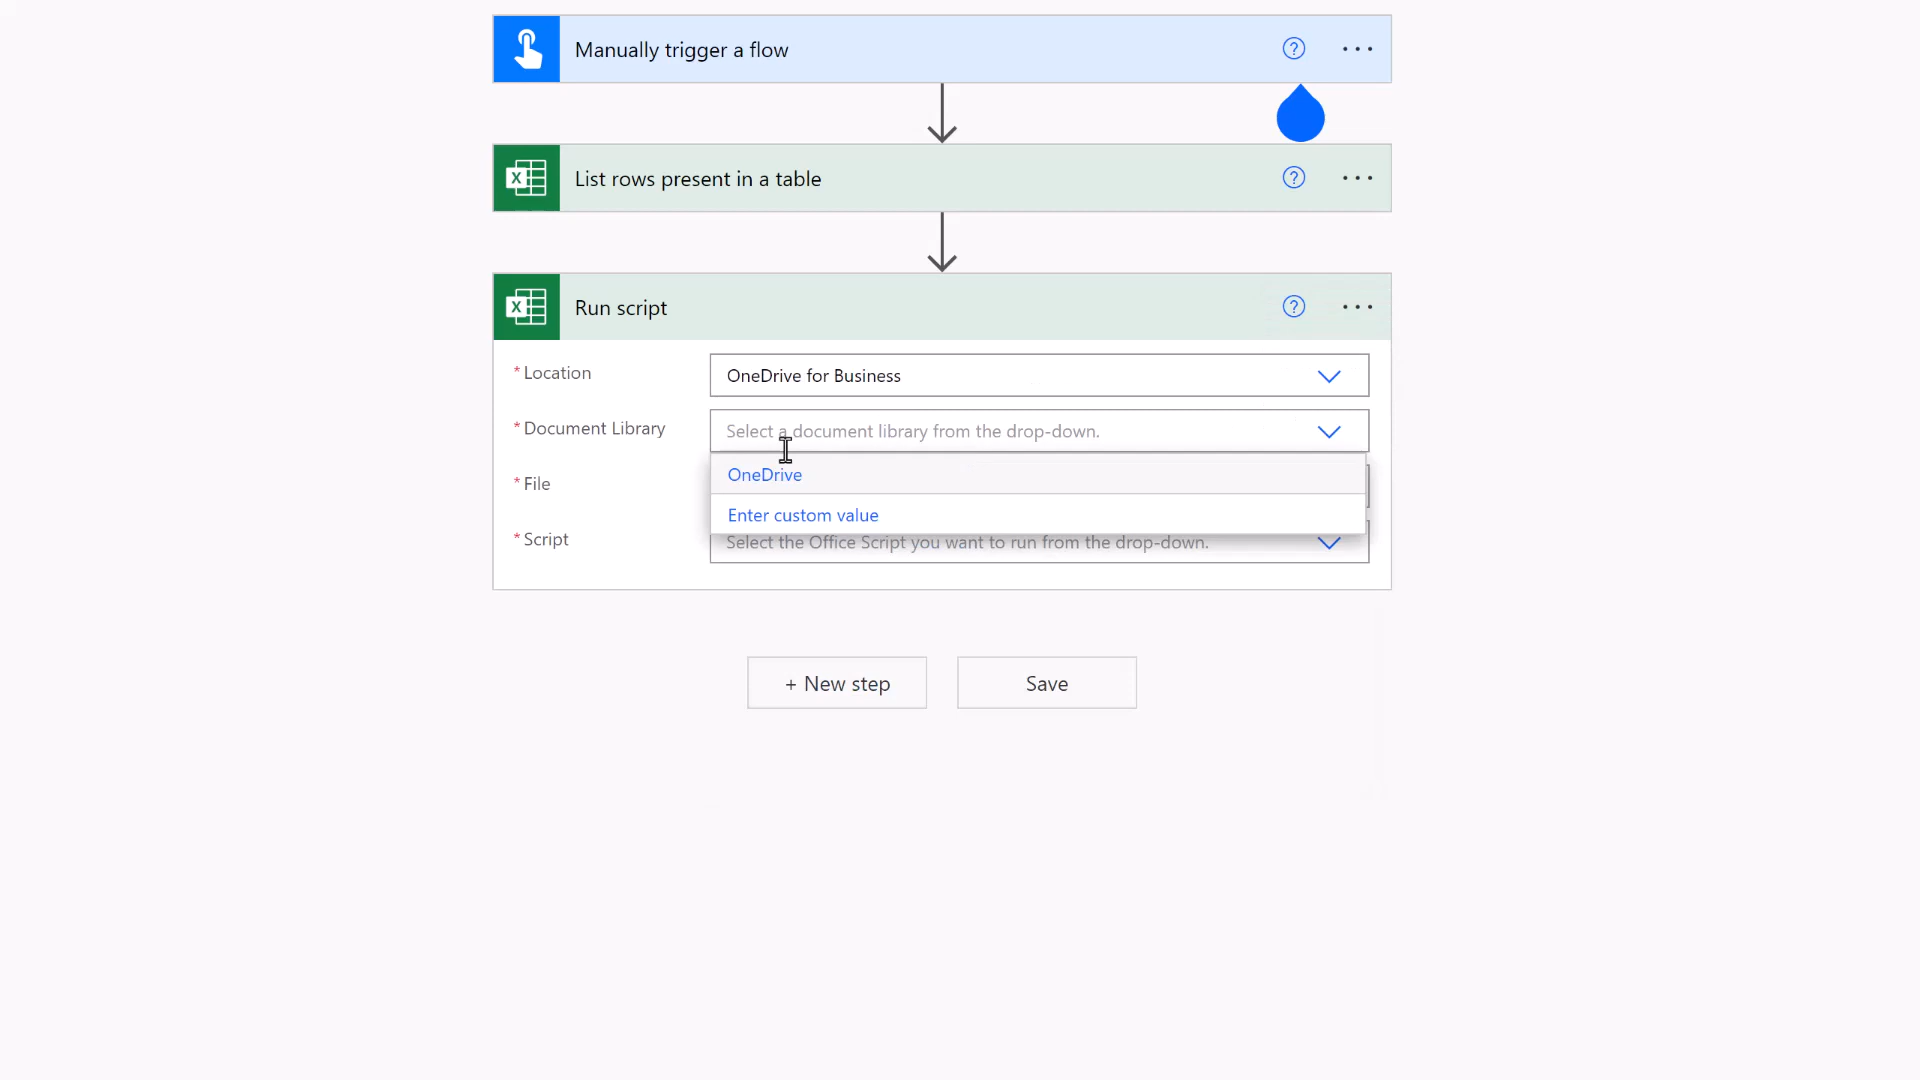 Manually trigger a flow
List rows present in a table
Run script
* Location
OneDrive for Business
* Document Library
Select a document library from the drop-down.
OneDrive
* File
Enter custom value
* Script
Select the Office Script you want to run from the drop-down.
+ New step
Save